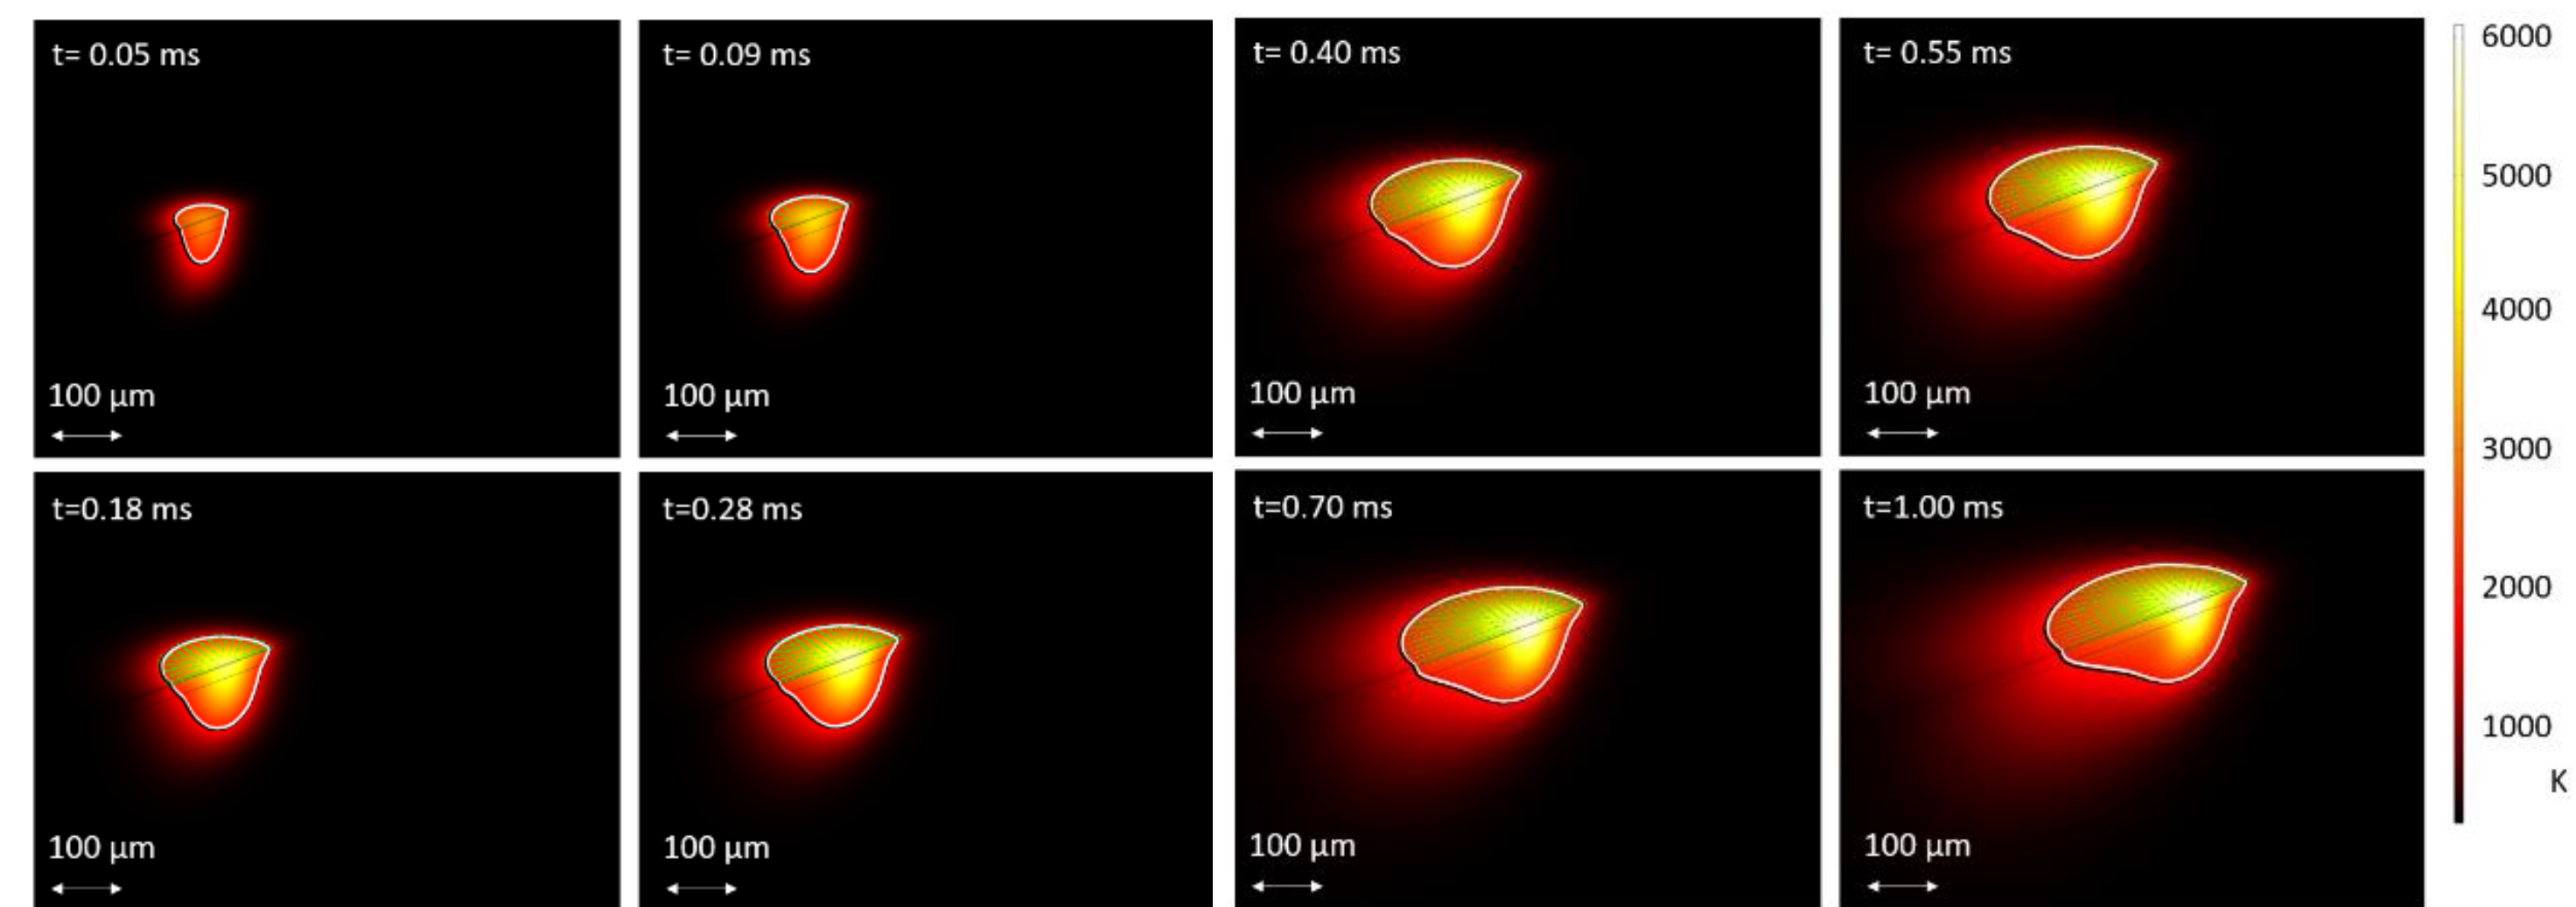 t= 0.05 ms
100 µm
t= 0.09 ms
100 µm
t= 0.40 ms
100 µm
t= 0.55 ms
100 µm
t=0.18 ms
100 µm
t=0.28 ms
100 µm
t=0.70 ms
100 µm
t=1.00 ms
100 µm
6000
5000
4000
3000
2000
1000
K